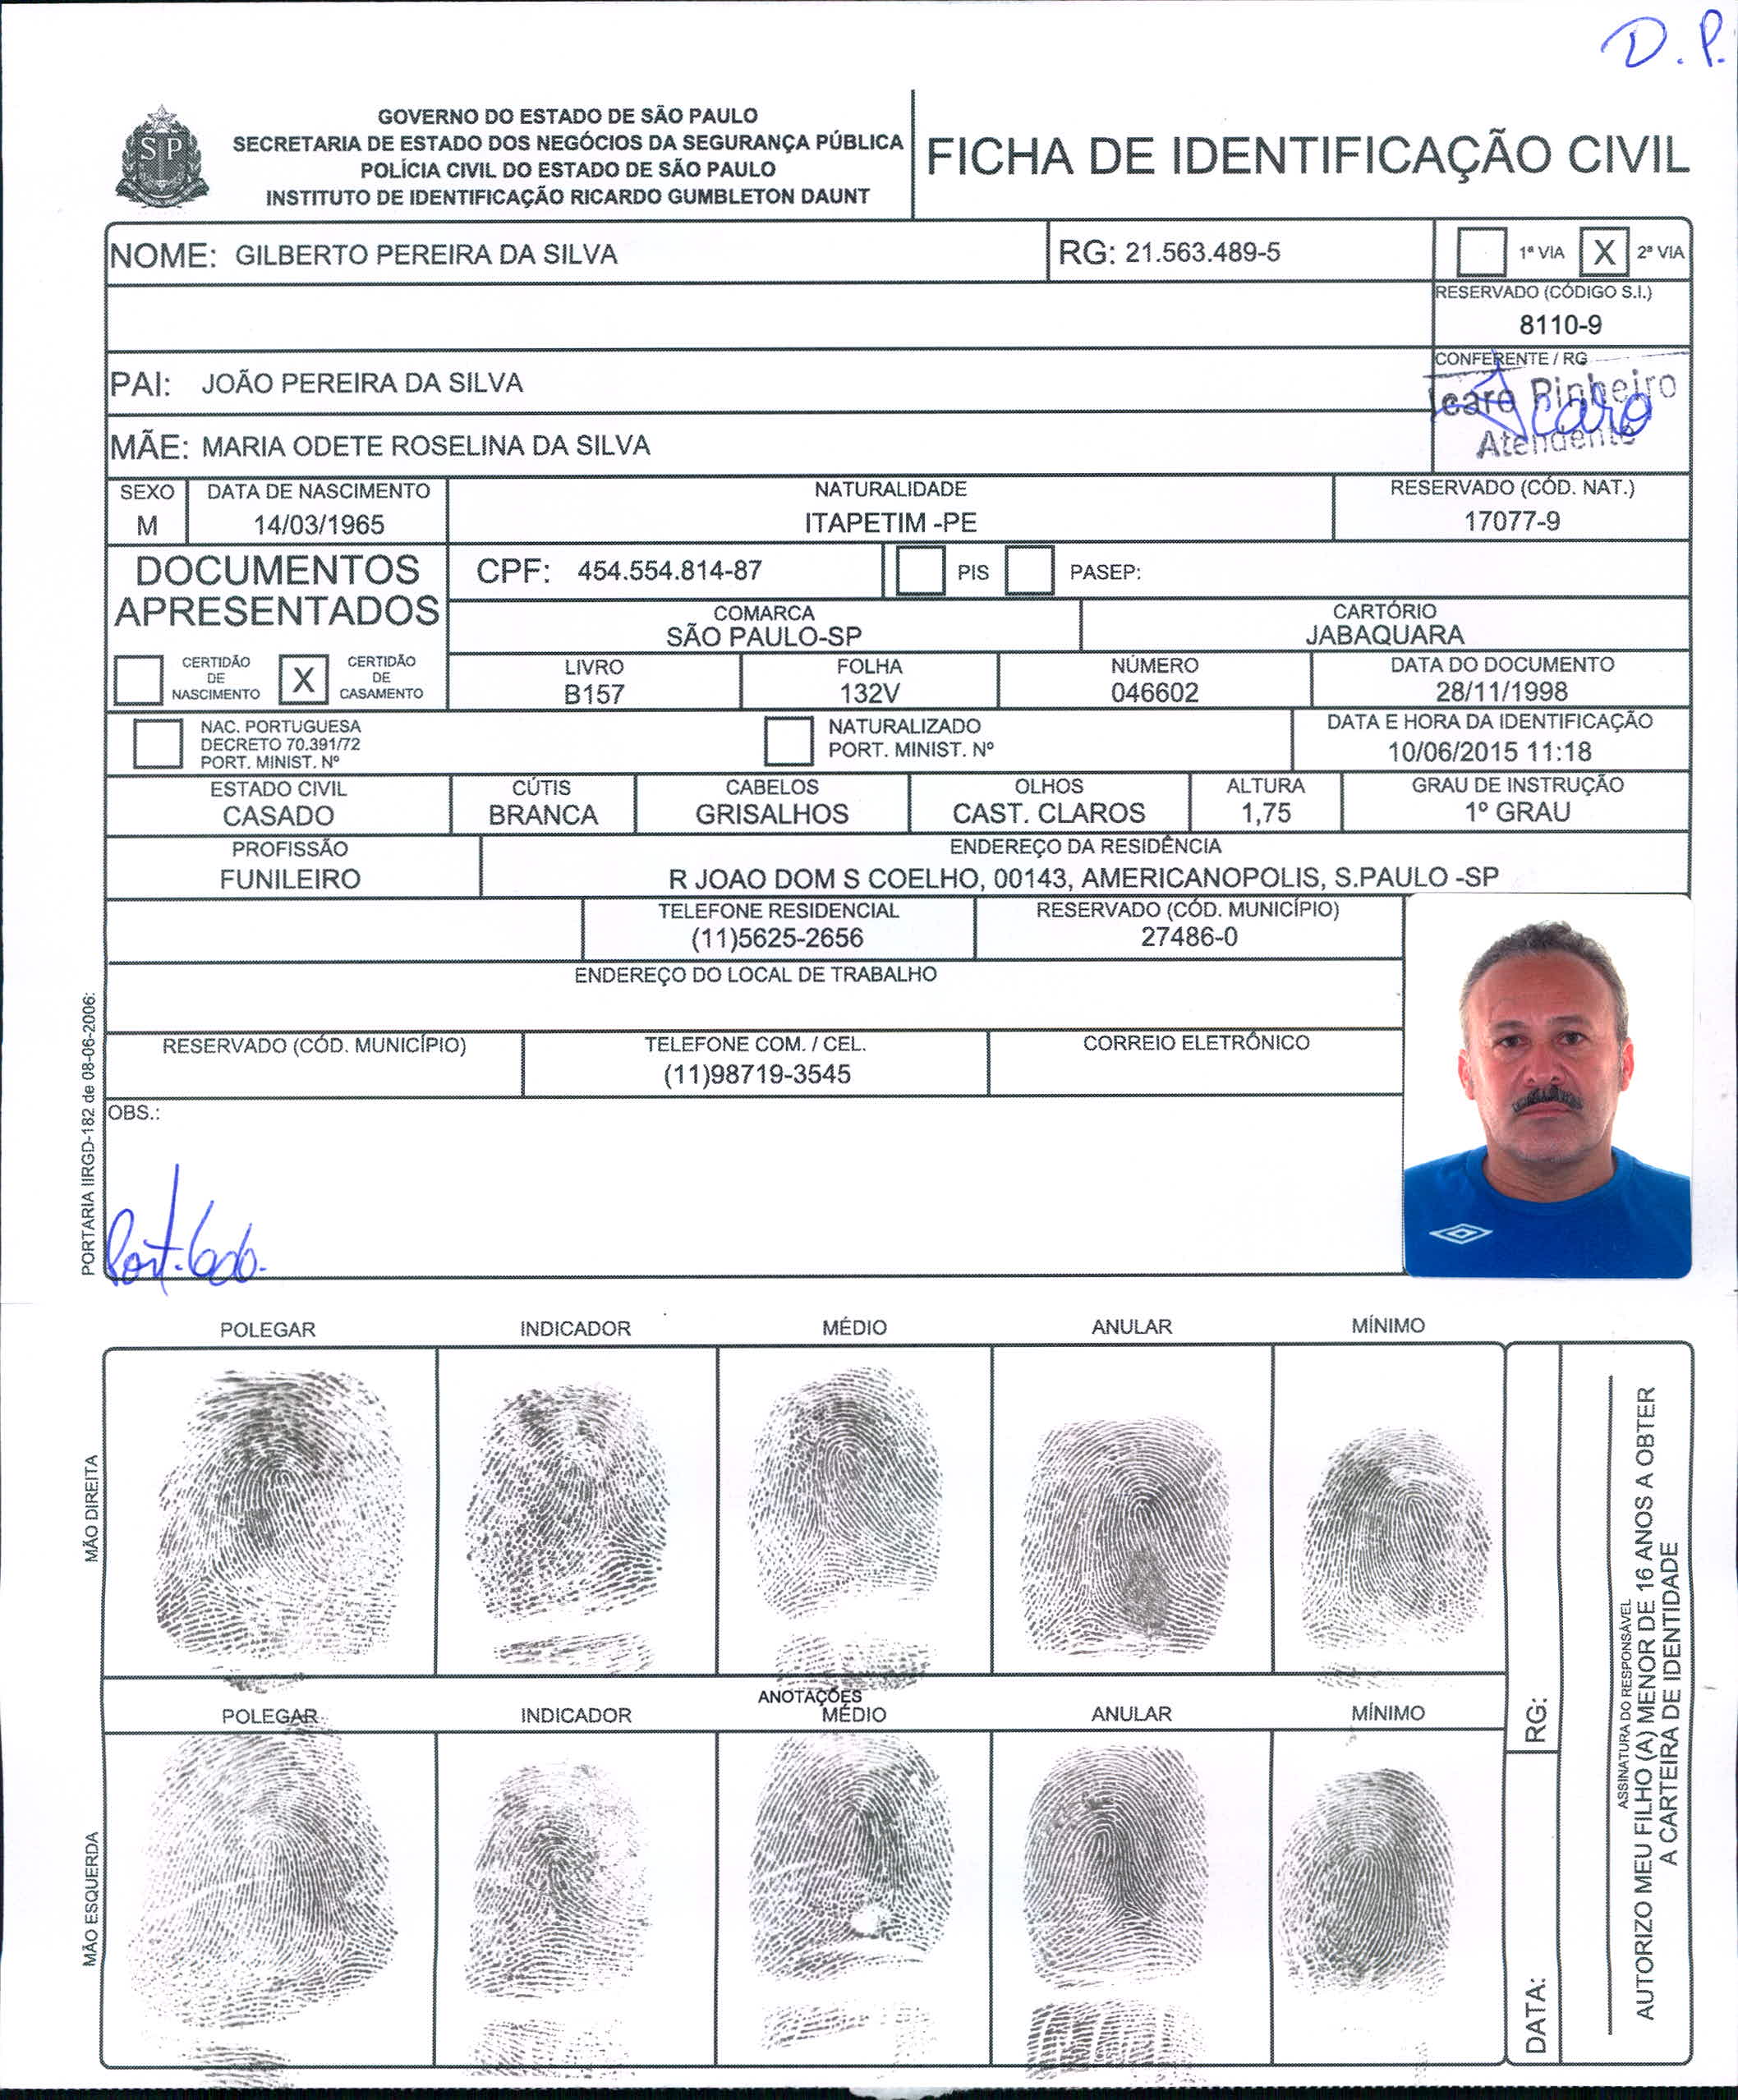 D. P.
GOVERNO DO ESTADO DE SÃO PAULO
SECRETARIA DE ESTADO DOS NEGÓCIOS DA SEGURANÇA PÚBLICA
POLÍCIA CIVIL DO ESTADO DE SÃO PAULO
INSTITUTO DE IDENTIFICAÇÃO RICARDO GUMBLETON DAUNT
SP
FICHA DE IDENTIFICAÇÃO CIVIL
NOME: GILBERTO PEREIRA DA SILVA RG: 21.563.489-5 1ª VIA X 2ª VIA
RESERVADO (CÓDIGO S.I.)
8110-9
PAI: JOÃO PEREIRA DA SILVA
CONFERENTE / RG
Icaro Pinheiro
Icaro
Atendente
MÃE: MARIA ODETE ROSELINA DA SILVA
SEXO DATA DE NASCIMENTO NATURALIDADE RESERVADO (CÓD. NAT.)
M 14/03/1965 ITAPETIM -PE 17077-9
DOCUMENTOS APRESENTADOS
CPF: 454.554.814-87 PIS PASEP:
COMARCA CARTÓRIO
SÃO PAULO-SP JABAQUARA
CERTIDÃO DE NASCIMENTO X CERTIDÃO DE CASAMENTO
LIVRO FOLHA NÚMERO DATA DO DOCUMENTO
B157 132V 046602 28/11/1998
NAC. PORTUGUESA
DECRETO 70.391/72
PORT. MINIST. Nº
NATURALIZADO
PORT. MINIST. Nº
DATA E HORA DA IDENTIFICAÇÃO
10/06/2015 11:18
ESTADO CIVIL CÚTIS CABELOS OLHOS ALTURA GRAU DE INSTRUÇÃO
CASADO BRANCA GRISALHOS CAST. CLAROS 1,75 1º GRAU
PROFISSÃO ENDEREÇO DA RESIDÊNCIA
FUNILEIRO R JOAO DOM S COELHO, 00143, AMERICANOPOLIS, S.PAULO -SP
TELEFONE RESIDENCIAL RESERVADO (CÓD. MUNICÍPIO)
(11)5625-2656 27486-0
ENDEREÇO DO LOCAL DE TRABALHO
RESERVADO (CÓD. MUNICÍPIO) TELEFONE COM. / CEL. CORREIO ELETRÔNICO
(11)98719-3545
OBS.:
PORTARIA IIRGD-182 de 08-06-2006:
POLEGAR INDICADOR MÉDIO ANULAR MÍNIMO
MÃO DIREITA
ANOTAÇÕES
POLEGAR INDICADOR MÉDIO ANULAR MÍNIMO
MÃO ESQUERDA
RG:
DATA:
ASSINATURA DO RESPONSÁVEL
AUTORIZO MEU FILHO (A) MENOR DE 16 ANOS A OBTER
A CARTEIRA DE IDENTIDADE